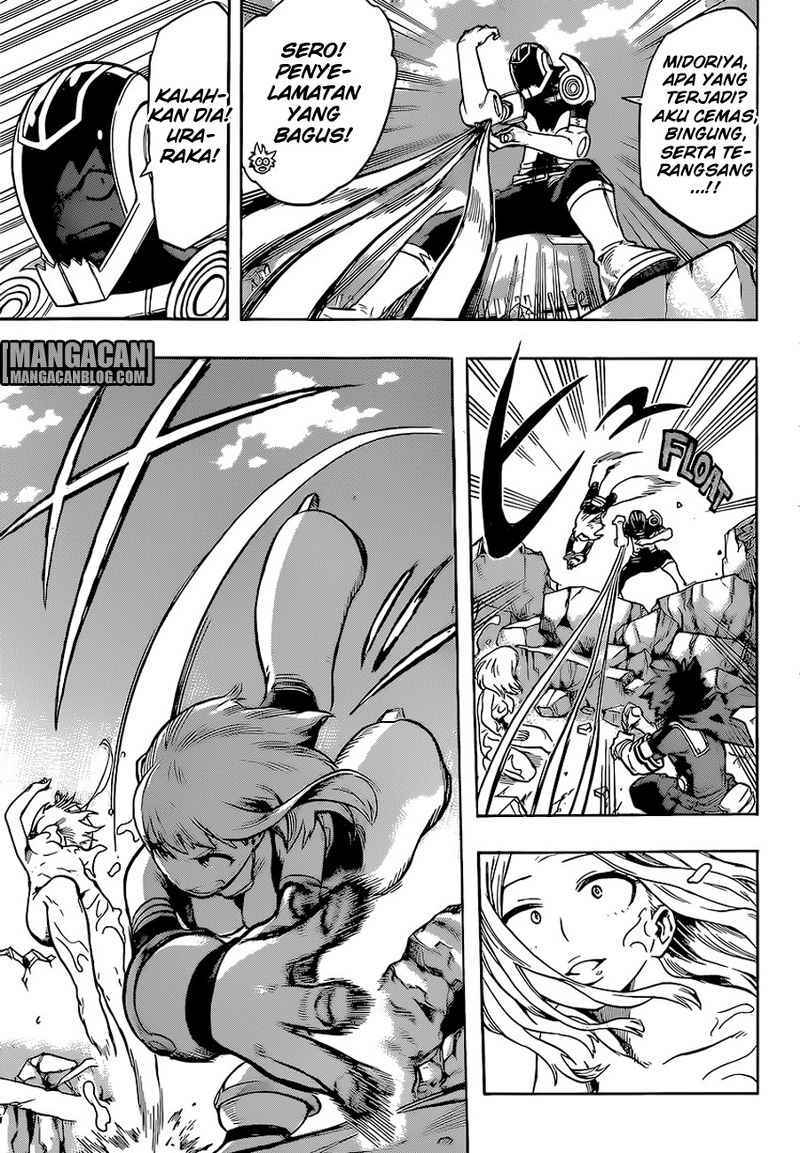 MIDORIYA,
APA YANG
TERJADI?
AKU CEMAS,
BINGUNG,
SERTA TE-
RANGSANG
...!!
SERO!
PENYE-
LAMATAN
YANG
BAGUS!
KALAH-
KAN DIA!
URA-
RAKA!
FLOAT
[MANGACAN]
MANGACANBLOG.COM